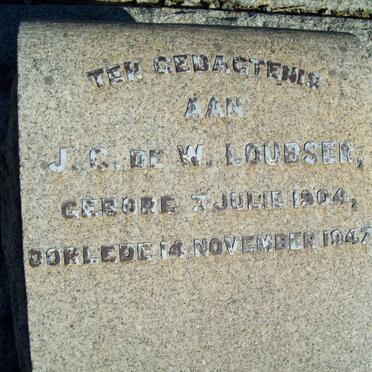 TER GEDAGTENIS
AAN
J. C. DE W. LOUBSER,
GEBORE 7 JULIE 1904,
OORLEDE 14 NOVEMBER 1947